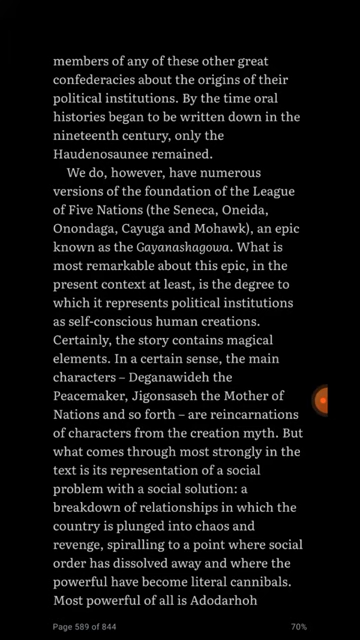 members of any of these other great
confederacies about the origins of their
political institutions. By the time oral
histories began to be written down in the
nineteenth century, only the
Haudenosaunee remained.
We do, however, have numerous
versions of the foundation of the League
of Five Nations (the Seneca, Oneida,
Onondaga, Cayuga and Mohawk), an epic
known as the Gayanashagowa. What is
most remarkable about this epic, in the
present context at least, is the degree to
which it represents political institutions
as self-conscious human creations.
Certainly, the story contains magical
elements. In a certain sense, the main
characters – Deganawideh the
Peacemaker, Jigonsaseh the Mother of
Nations and so forth – are reincarnations
of characters from the creation myth. But
what comes through most strongly in the
text is its representation of a social
problem with a social solution: a
breakdown of relationships in which the
country is plunged into chaos and
revenge, spiralling to a point where social
order has dissolved away and where the
powerful have become literal cannibals.
Most powerful of all is Adodarhoh
Page 589 of 844 70%